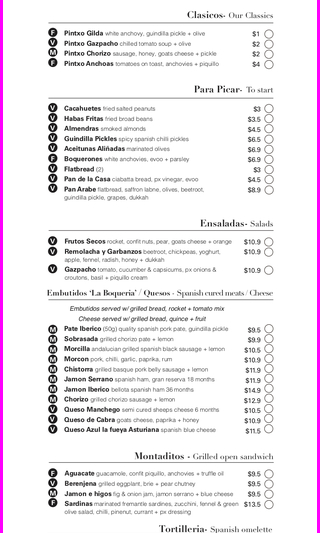 Clasicos- Our Classics
F Pintxo Gilda white anchovy, guindilla pickle + olive $1
V Pintxo Gazpacho chilled tomato soup + olive $2
M Pintxo Chorizo sausage, honey, goats cheese + pickle $2
F Pintxo Anchoas tomatoes on toast, anchovies + piquillo $4
Para Picar- To start
V Cacahuetes fried salted peanuts $3
V Habas Fritas fried broad beans $3.5
V Almendras smoked almonds $4.5
V Guindilla Pickles spicy spanish chilli pickles $6.5
V Aceitunas Aliñadas marinated olives $6.9
F Boquerones white anchovies, evoo + parsley $6.9
V Flatbread (2) $3
V Pan de la Casa ciabatta bread, px vinegar, evoo $4.5
V Pan Arabe flatbread, saffron labne, olives, beetroot, $8.9
guindilla pickle, grapes, dukkah
Ensaladas- Salads
V Frutos Secos rocket, confit nuts, pear, goats cheese + orange $10.9
V Remolacha y Garbanzos beetroot, chickpeas, yoghurt, $10.9
apple, fennel, radish, honey + dukkah
V Gazpacho tomato, cucumber & capsicums, px onions & $10.9
croutons, basil + piquillo cream
Embutidos 'La Boqueria' / Quesos - Spanish cured meats / Cheese
Embutidos served w/ grilled bread, rocket + tomato mix
Cheese served w/ grilled bread, quince + fruit
M Pate Iberico (50g) quality spanish pork pate, guindilla pickle $9.5
M Sobrasada grilled chorizo pate + lemon $9.9
M Morcilla andalucian grilled spanish black sausage + lemon $10.5
M Morcon pork, chilli, garlic, paprika, rum $10.9
M Chistorra grilled basque pork belly sausage + lemon $11.9
M Jamon Serrano spanish ham, gran reserva 18 months $11.9
M Jamon Iberico bellota spanish ham 36 months $14.9
M Chorizo grilled chorizo sausage + lemon $12.9
V Queso Manchego semi cured sheeps cheese 6 months $10.5
V Queso de Cabra goats cheese, paprika + honey $10.9
V Queso Azul la fueya Asturiana spanish blue cheese $11.5
Montaditos - Grilled open sandwich
F Aguacate guacamole, confit piquillo, anchovies + truffle oil $9.5
V Berenjena grilled eggplant, brie + pear chutney $9.5
M Jamon e higos fig & onion jam, jamon serrano + blue cheese $9.5
F Sardinas marinated fremantle sardines, zucchini, fennel & green $13.5
olive salad, chilli, pinenut, currant + px dressing
Tortilleria- Spanish omelette